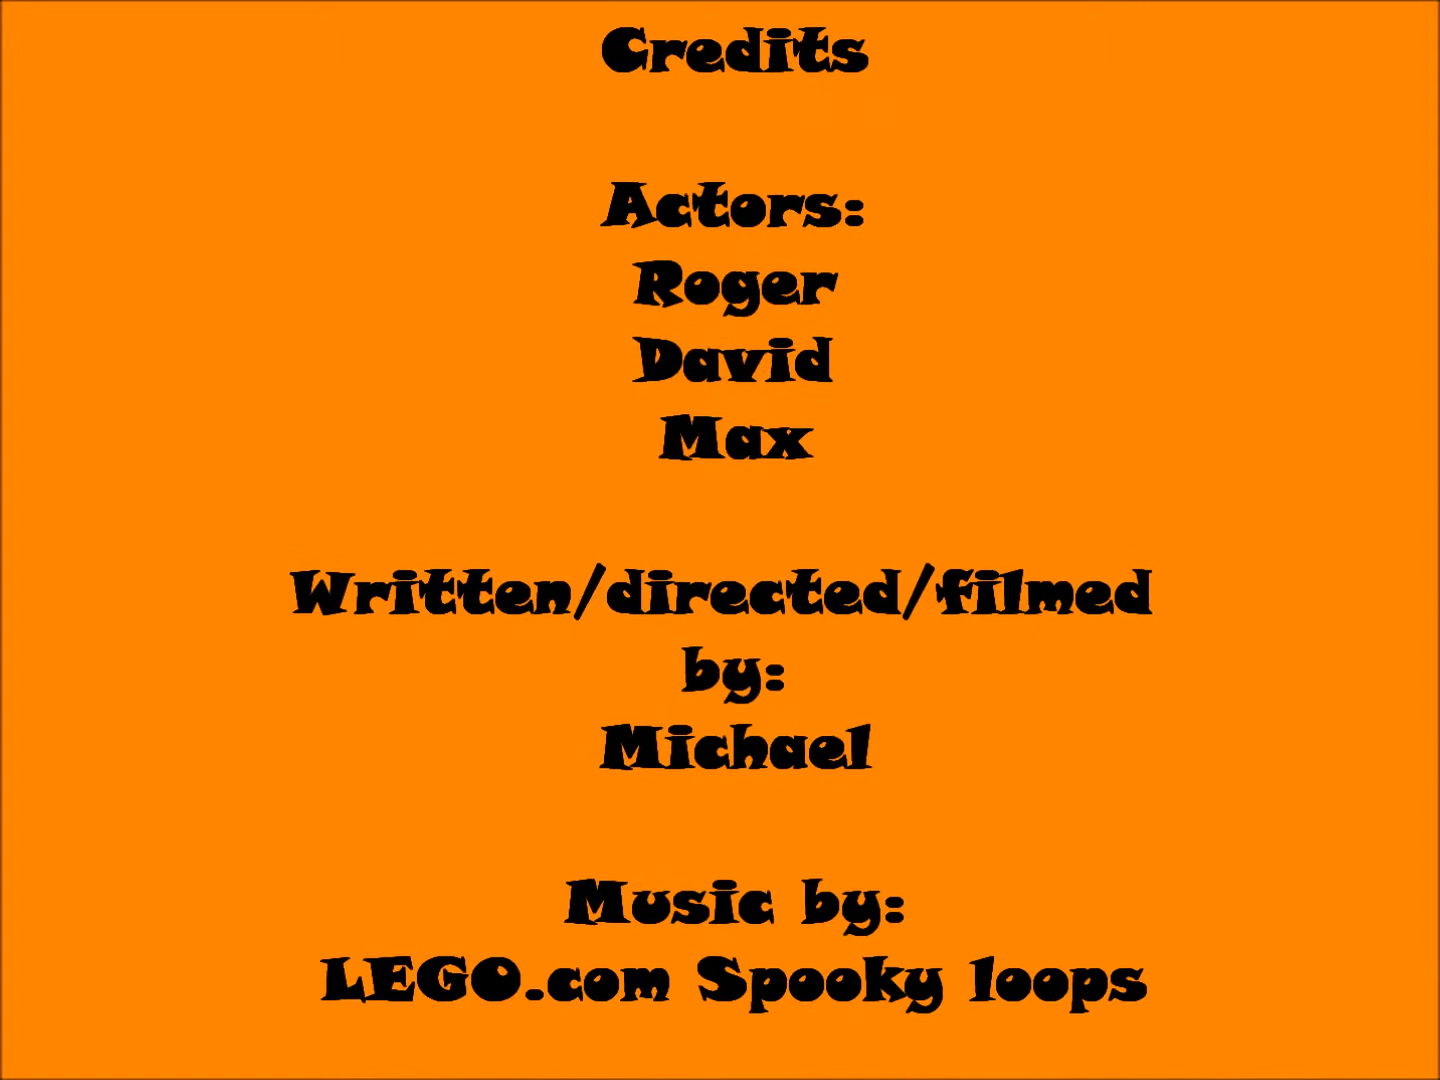 Credits
Actors:
Roger
David
Max
Written/directed/filmed
by:
Michael
Music by:
LEGO.com Spooky loops